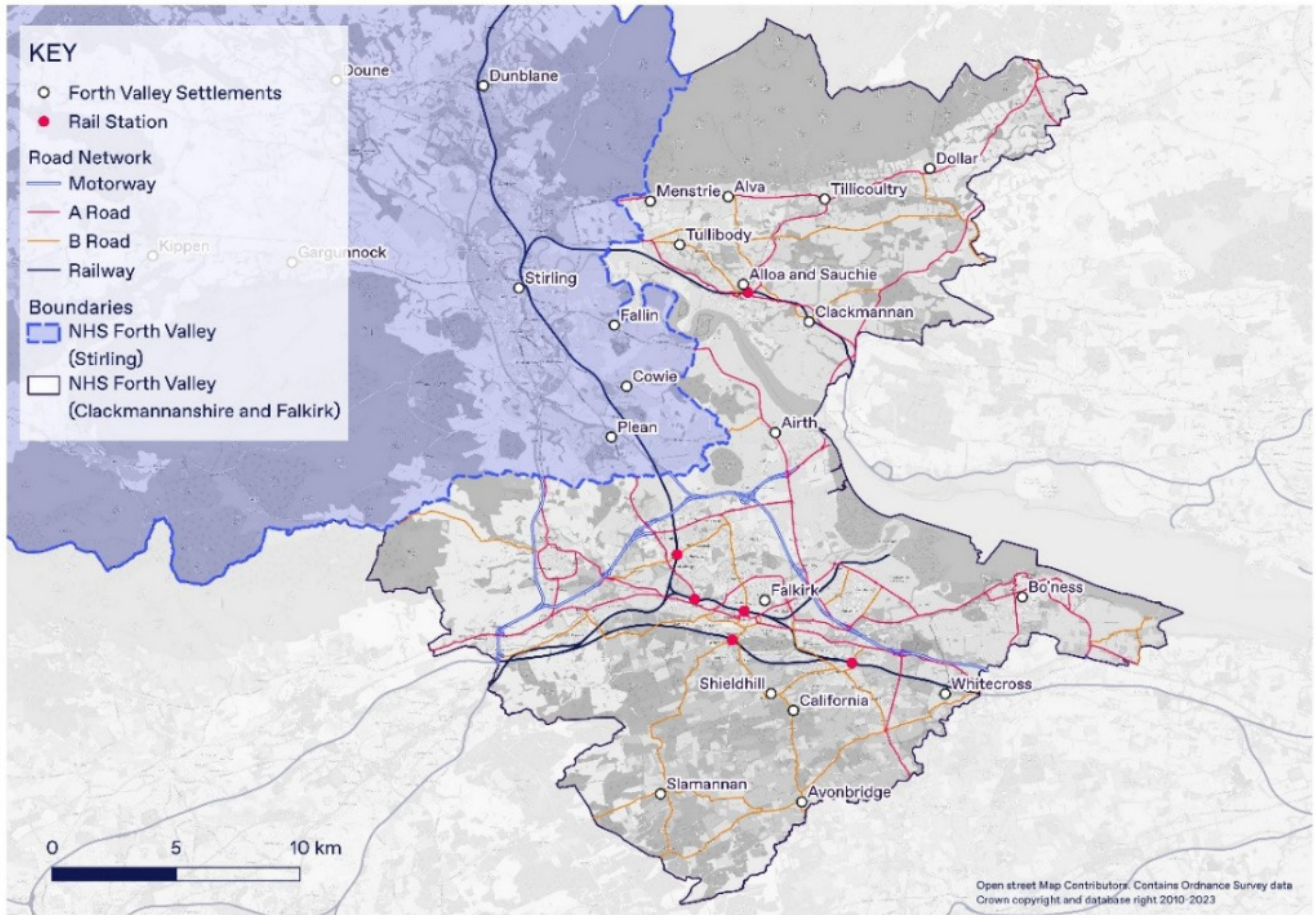 KEY
Forth Valley Settlements
Rail Station
Road Network
Motorway
A Road
B Road
Railway
Boundaries
NHS Forth Valley
(Stirling)
NHS Forth Valley
(Clackmannanshire and Falkirk)
Doune
Dunblane
Kippen
Gargunnock
Stirling
Fallin
Cowie
Plean
Menstrie
Alva
Tillicoultry
Dollar
Tullibody
Alloa and Sauchie
Clackmannan
Airth
Falkirk
Bo'ness
Shieldhill
California
Whitecross
Slamannan
Avonbridge
0 5 10 km
Open street Map Contributors. Contains Ordnance Survey data
Crown copyright and database right 2010-2023